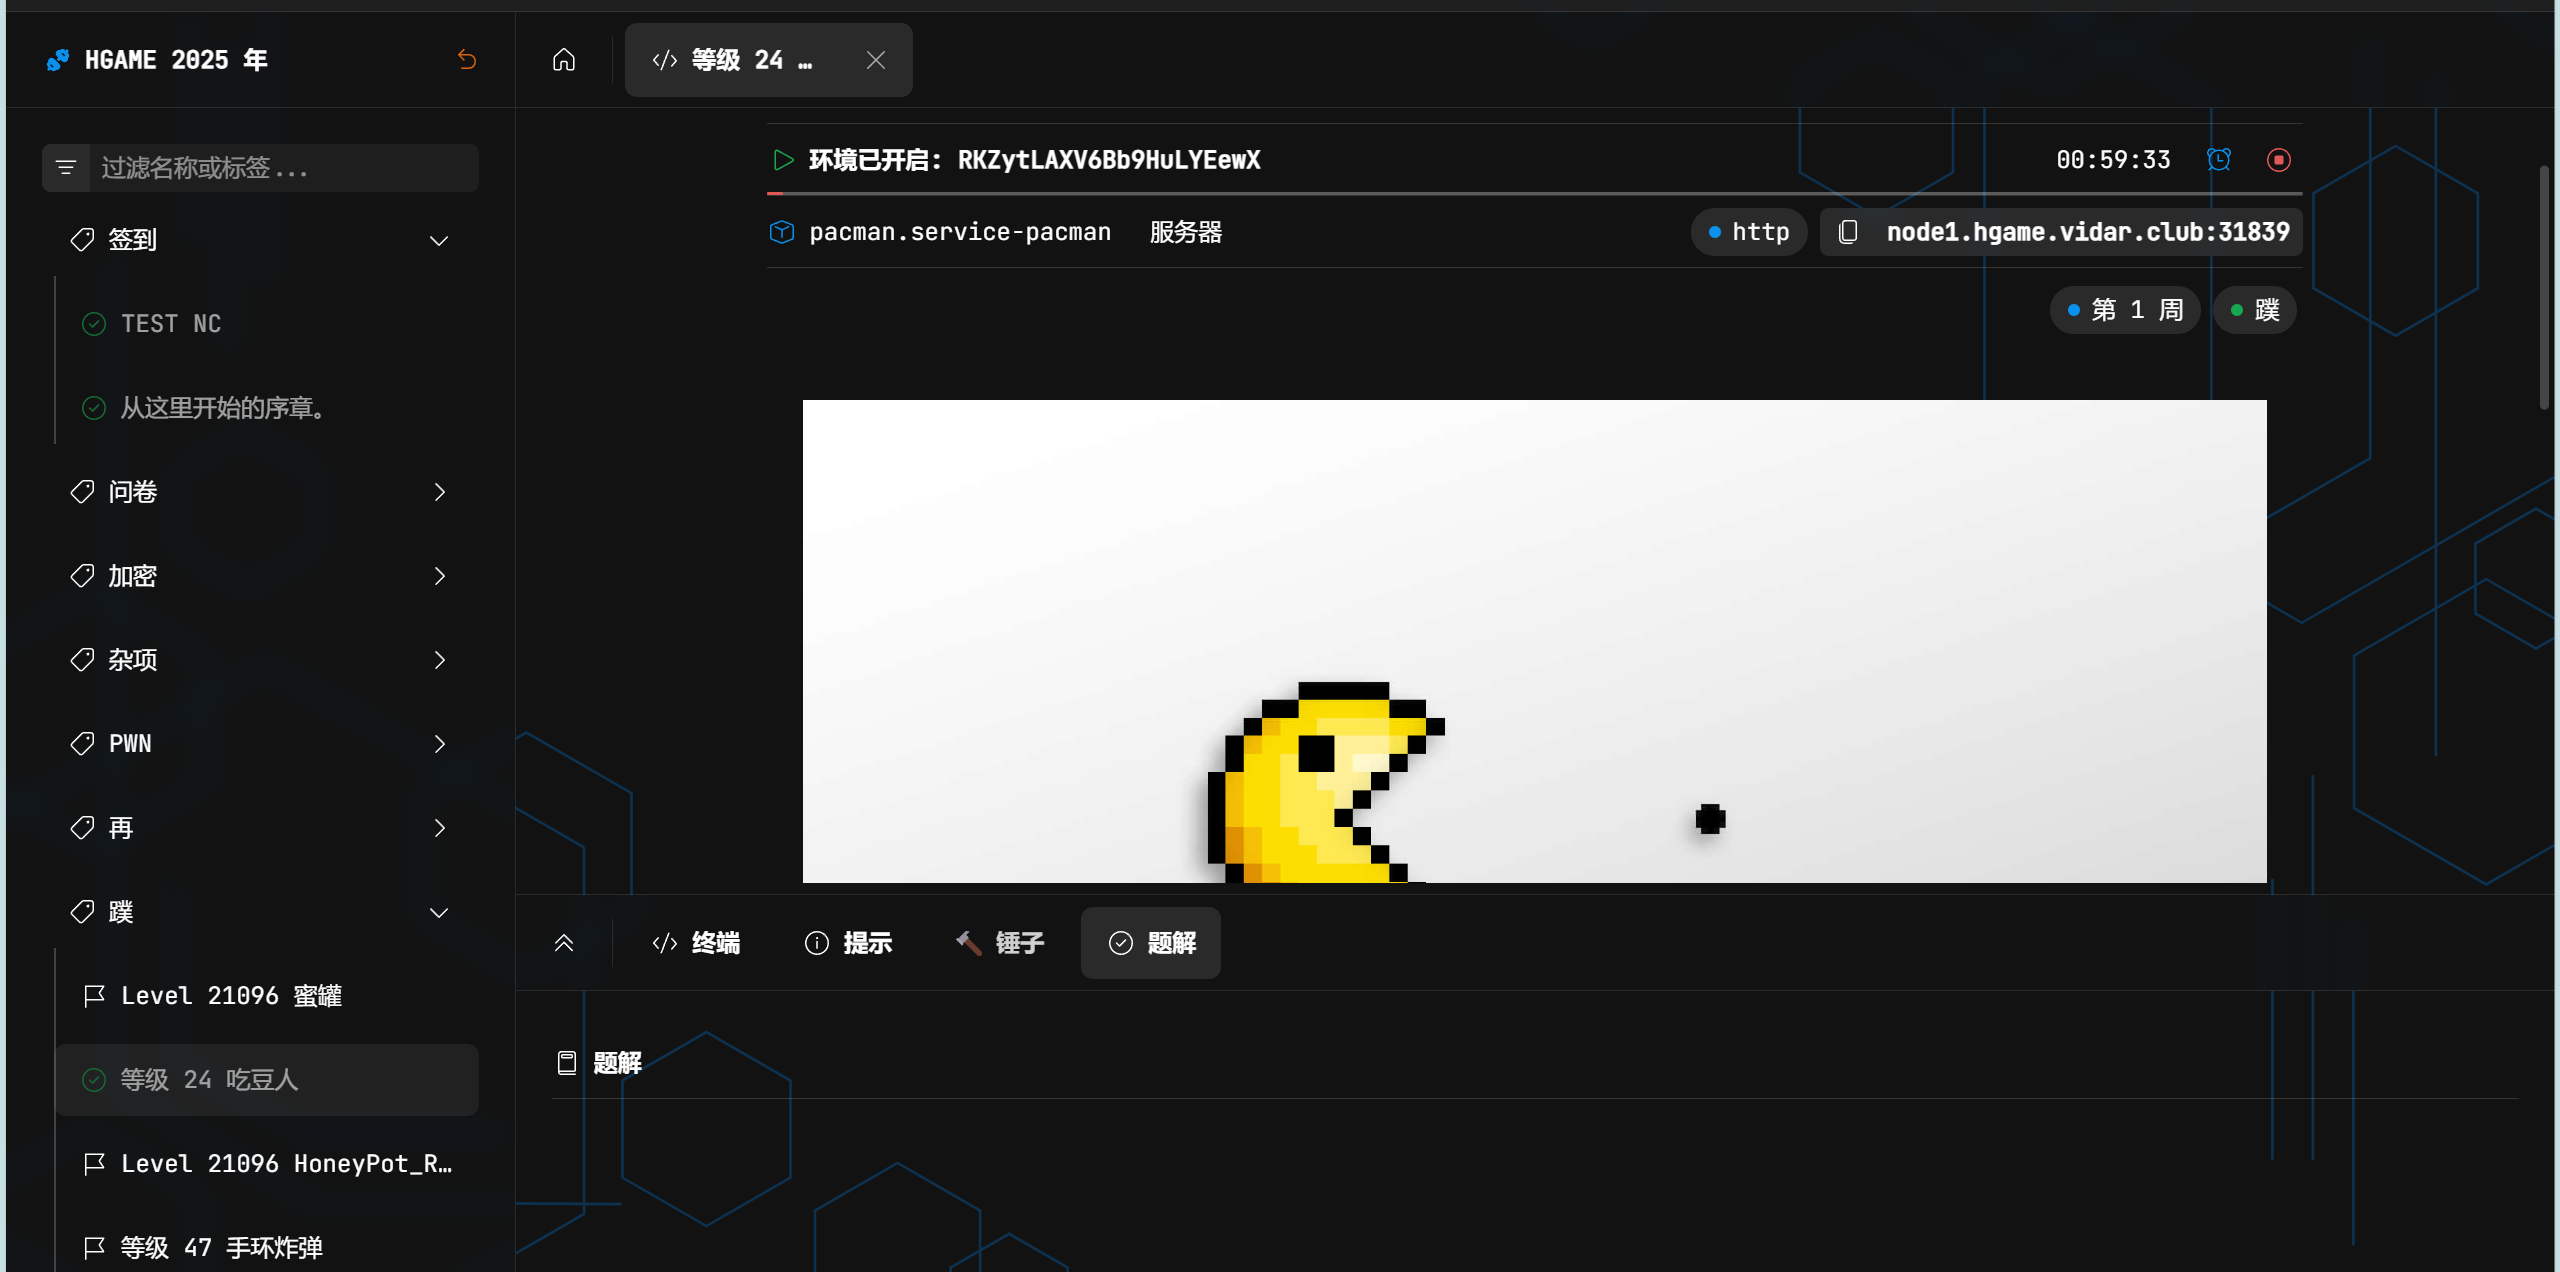 HGAME 2025 年
等级 24 …
过滤名称或标签...
签到
TEST NC
从这里开始的序章。
问卷
加密
杂项
PWN
再
蹼
Level 21096 蜜罐
等级 24 吃豆人
Level 21096 HoneyPot_R…
等级 47 手环炸弹
环境已开启: RKZytLAXV6Bb9HuLYEewX
00:59:33
pacman.service-pacman 服务器
http
node1.hgame.vidar.club:31839
第 1 周
蹼
终端
提示
锤子
题解
题解